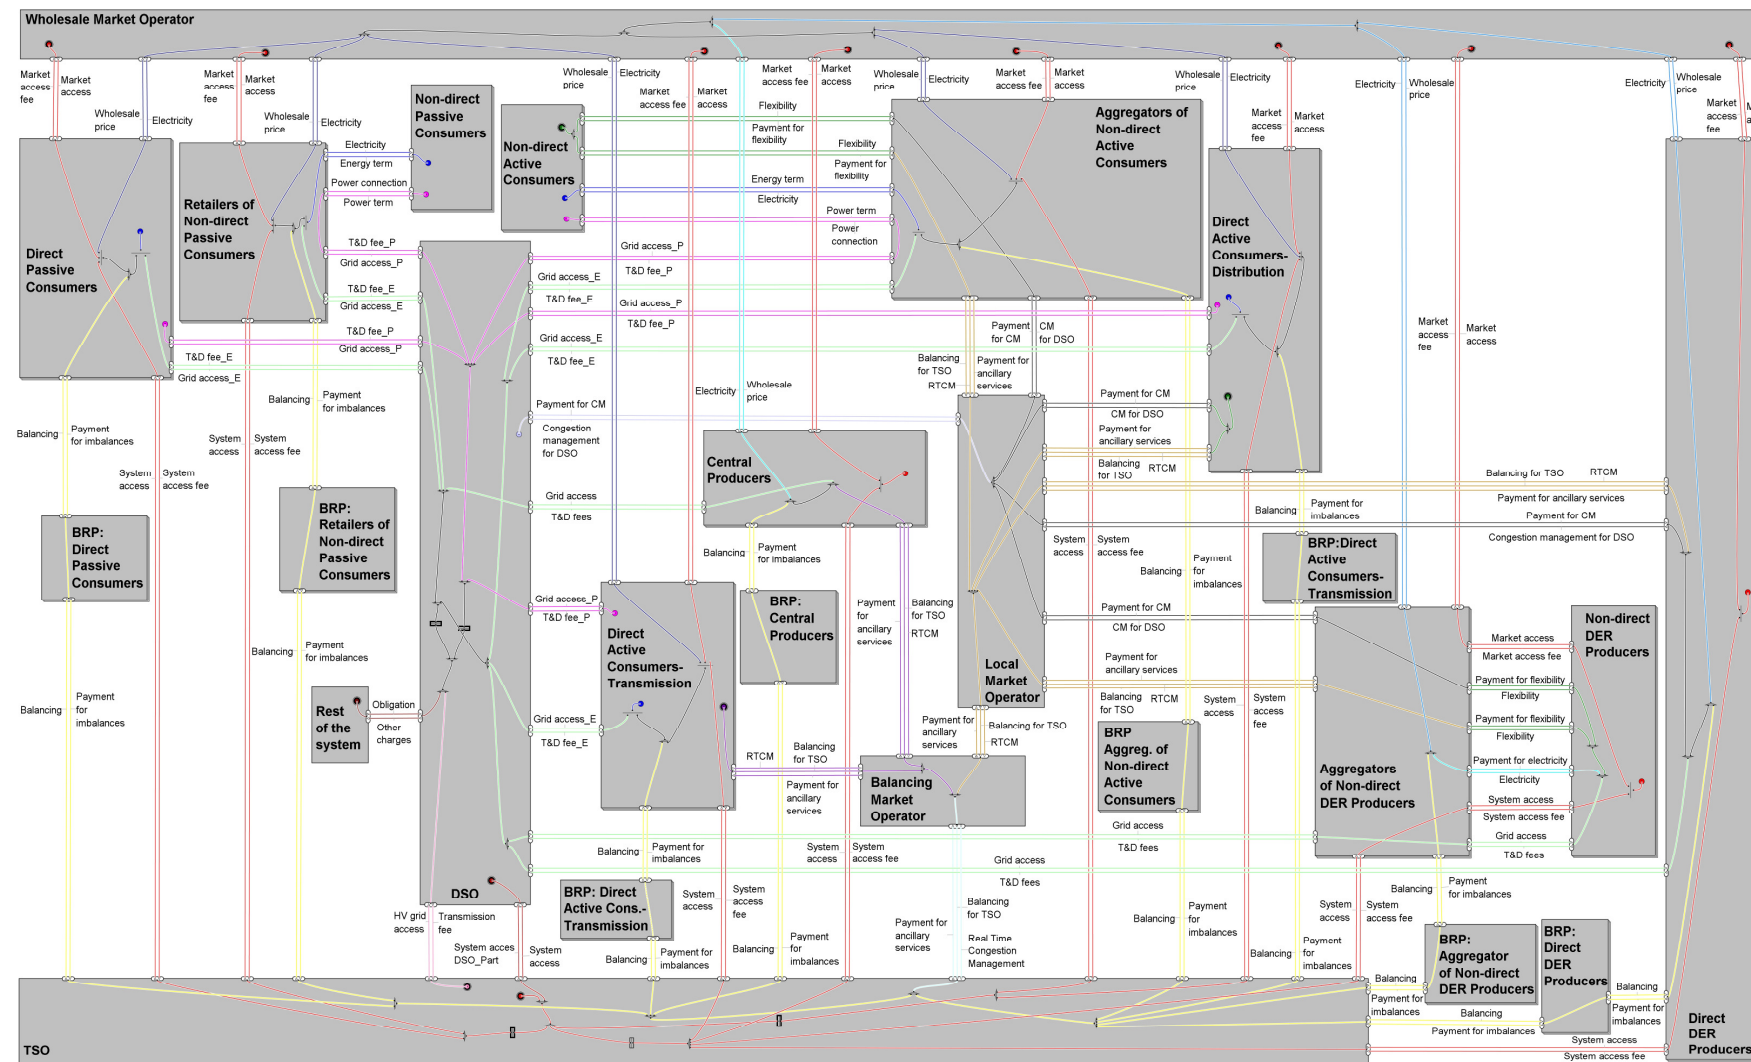 Wholesale Market Operator
Market
access
fee
Market
access
Wholesale
price
Electricity
Market
access
fee
Market
access
Wholesale
price
Electricity
Wholesale
price
Electricity
Market
access fee
Market
access
Market
access fee
Market
access
Wholesale
price
Electricity
Market
access fee
Market
access
Wholesale
price
Electricity
Market
access
fee
Market
access
Electricity
Wholesale
price
Electricity
Wholesale
price
Market
access
fee
Direct
Passive
Consumers
Retailers of
Non-direct
Passive
Consumers
Non-direct
Passive
Consumers
Electricity
Energy term
Power connection
Power term
Non-direct
Active
Consumers
Flexibility
Payment for
flexibility
Flexibility
Payment for
flexibility
Energy term
Electricity
Power term
Power
connection
Aggregators of
Non-direct
Active
Consumers
Direct
Active
Consumers-
Distribution
T&D fee_P
Grid access_P
T&D fee_E
Grid access_E
T&D fee_P
Grid access_P
T&D fee_E
Grid access_E
Grid access_P
T&D fee_P
Grid access_E
T&D fee_E
Grid access_P
T&D fee_P
Grid access_E
T&D fee_E
Payment
for CM
CM
for DSO
Balancing
for TSO
RTCM
Payment for
ancillary
services
Market
access
fee
Market
access
Balancing
Payment
for imbalances
Balancing
Payment
for imbalances
System
access
System
access fee
System
access
System
access fee
Payment for CM
Congestion
management
for DSO
Electricity
Wholesale
price
Central
Producers
Grid access
T&D fees
Payment for CM
CM for DSO
Payment for
ancillary services
Balancing
for TSO
RTCM
Balancing for TSO
RTCM
Payment for ancillary services
Payment for CM
Congestion management for DSO
Balancing
Payment for
imbalances
BRP:
Direct
Passive
Consumers
BRP:
Retailers of
Non-direct
Passive
Consumers
Balancing
Payment
for imbalances
System
access
System
access fee
Balancing
Payment
for
imbalances
BRP:Direct
Active
Consumers-
Transmission
Grid access_P
T&D fee_P
Direct
Active
Consumers-
Transmission
BRP:
Central
Producers
Payment
for
ancillary
services
Balancing
for TSO
RTCM
Payment for CM
CM for DSO
Local
Market
Operator
Payment for
ancillary services
Balancing
for TSO
RTCM
Non-direct
DER
Producers
Market access
Market access fee
Payment for flexibility
Flexibility
Payment for flexibility
Flexibility
Payment for electricity
Electricity
System access
System access fee
Grid access
T&D fees
Aggregators
of Non-direct
DER Producers
Balancing
Payment
for imbalances
Balancing
Payment
for
imbalances
Rest
of the
system
Obligation
Other
charges
Grid access_E
T&D fee_E
RTCM
Balancing
for TSO
Payment for
ancillary
services
Payment for
ancillary
services
Balancing for TSO
RTCM
Balancing
Market
Operator
BRP
Aggreg. of
Non-direct
Active
Consumers
System
access
System
access
fee
Grid access
T&D fees
Grid access
T&D fees
Balancing
Payment for
imbalances
System
access
System
access fee
DSO
HV grid
access
Transmission
fee
System acces
DSO_Part
System
access
BRP: Direct
Active Cons.-
Transmission
System
access
System
access
fee
Balancing
Payment for
imbalances
Balancing
Payment
for
imbalances
Payment for
ancillary
services
Balancing
for TSO
Real Time
Congestion
Management
Balancing
Payment
for
imbalances
Balancing
Payment
for
imbalances
System
access
System
access fee
Balancing
Payment
for imbalances
BRP:
Aggregator
of Non-direct
DER Producers
BRP:
Direct
DER
Producers
Balancing
Payment for
imbalances
Balancing
Payment for imbalances
Balancing
Payment for
imbalances
System access
System access fee
Direct
DER
Producers
TSO